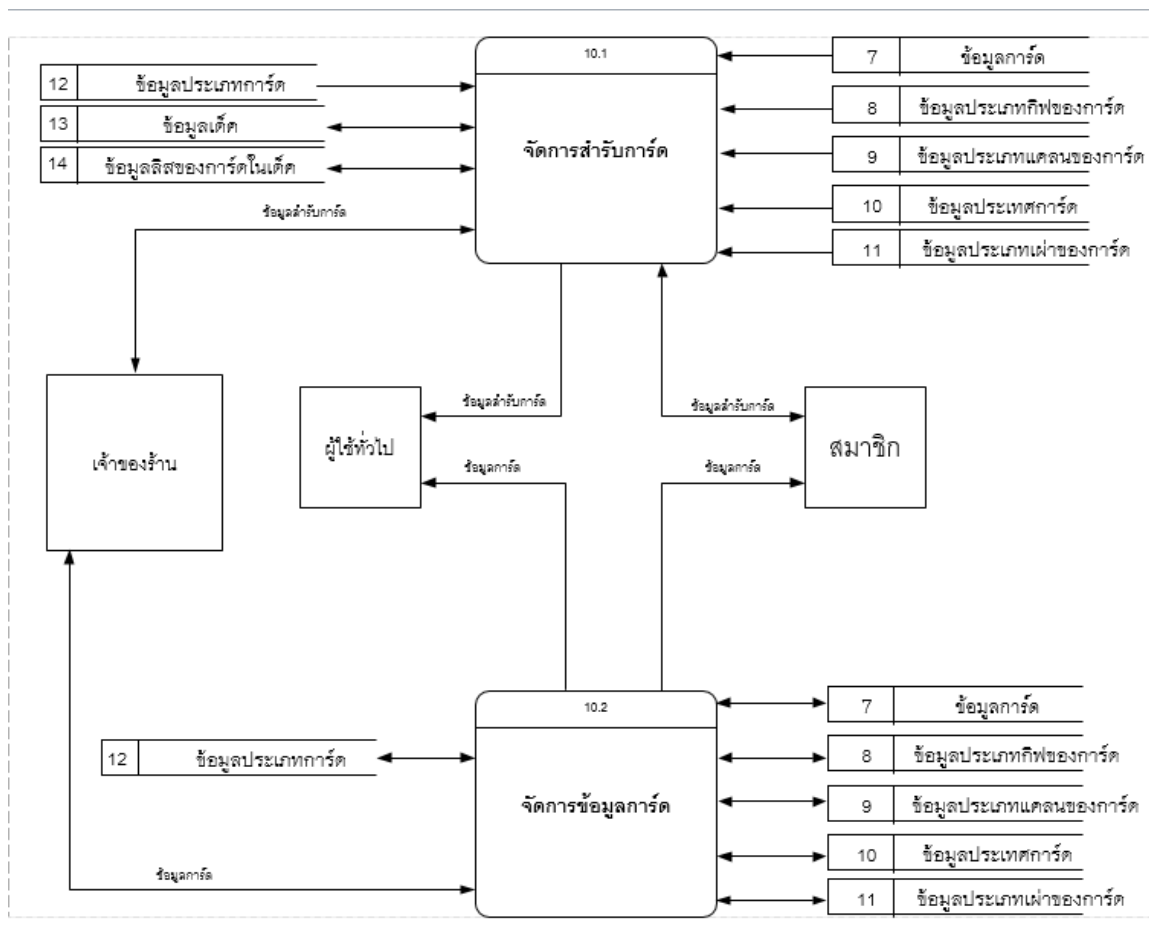 10.1
จัดการสำรับการ์ด
12 ข้อมูลประเภทการ์ด
13 ข้อมูลเด็ค
14 ข้อมูลลิสของการ์ดในเด็ค
7 ข้อมูลการ์ด
8 ข้อมูลประเภทกิฟของการ์ด
9 ข้อมูลประเภทแคลนของการ์ด
10 ข้อมูลประเทศการ์ด
11 ข้อมูลประเภทเผ่าของการ์ด
ข้อมูลสำรับการ์ด
เจ้าของร้าน
ผู้ใช้ทั่วไป
สมาชิก
ข้อมูลสำรับการ์ด
ข้อมูลสำรับการ์ด
ข้อมูลการ์ด
ข้อมูลการ์ด
10.2
จัดการข้อมูลการ์ด
12 ข้อมูลประเภทการ์ด
7 ข้อมูลการ์ด
8 ข้อมูลประเภทกิฟของการ์ด
9 ข้อมูลประเภทแคลนของการ์ด
10 ข้อมูลประเทศการ์ด
11 ข้อมูลประเภทเผ่าของการ์ด
ข้อมูลการ์ด